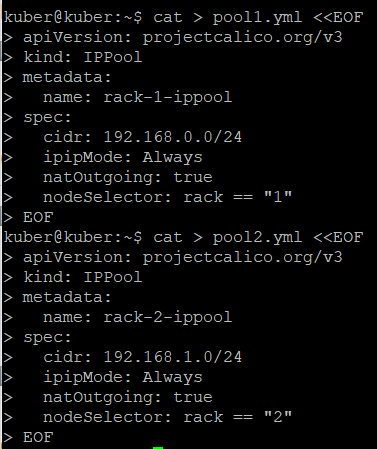 kuber@kuber:~$ cat > pool1.yml <<EOF
> apiVersion: projectcalico.org/v3
> kind: IPPool
> metadata:
>   name: rack-1-ippool
> spec:
>   cidr: 192.168.0.0/24
>   ipipMode: Always
>   natOutgoing: true
>   nodeSelector: rack == "1"
> EOF
kuber@kuber:~$ cat > pool2.yml <<EOF
> apiVersion: projectcalico.org/v3
> kind: IPPool
> metadata:
>   name: rack-2-ippool
> spec:
>   cidr: 192.168.1.0/24
>   ipipMode: Always
>   natOutgoing: true
>   nodeSelector: rack == "2"
> EOF